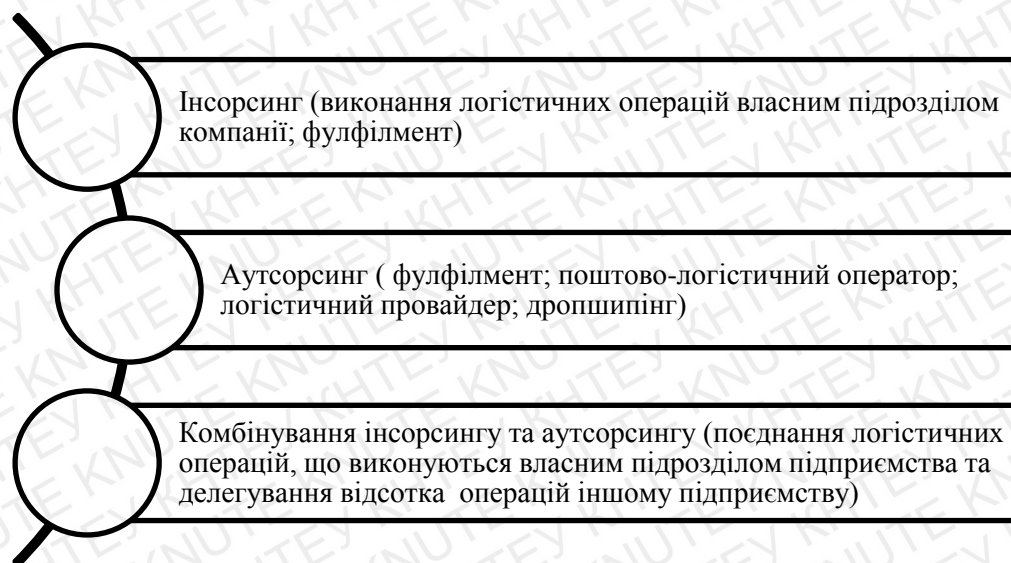 Інсорсинг (виконання логістичних операцій власним підрозділом
компанії; фулфілмент)
Аутсорсинг ( фулфілмент; поштово-логістичний оператор;
логістичний провайдер; дропшипінг)
Комбінування інсорсингу та аутсорсингу (поєднання логістичних
операцій, що виконуються власним підрозділом підприємства та
делегування відсотка  операцій іншому підприємству)